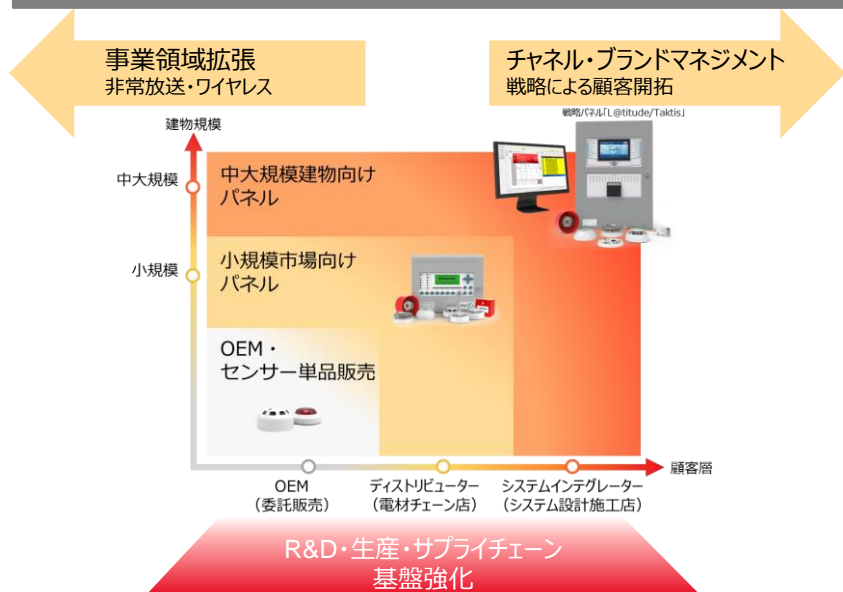 事業領域拡張
非常放送・ワイヤレス
チャネル・ブランドマネジメント
戦略による顧客開拓
戦略パネル「L@titude/Taktis」
建物規模
中大規模
中大規模建物向け
パネル
小規模
小規模市場向け
パネル
OEM・
センサー単品販売
顧客層
OEM
（委託販売）
ディストリビューター
（電材チェーン店）
システムインテグレーター
（システム設計施工店）
R&D・生産・サプライチェーン
基盤強化